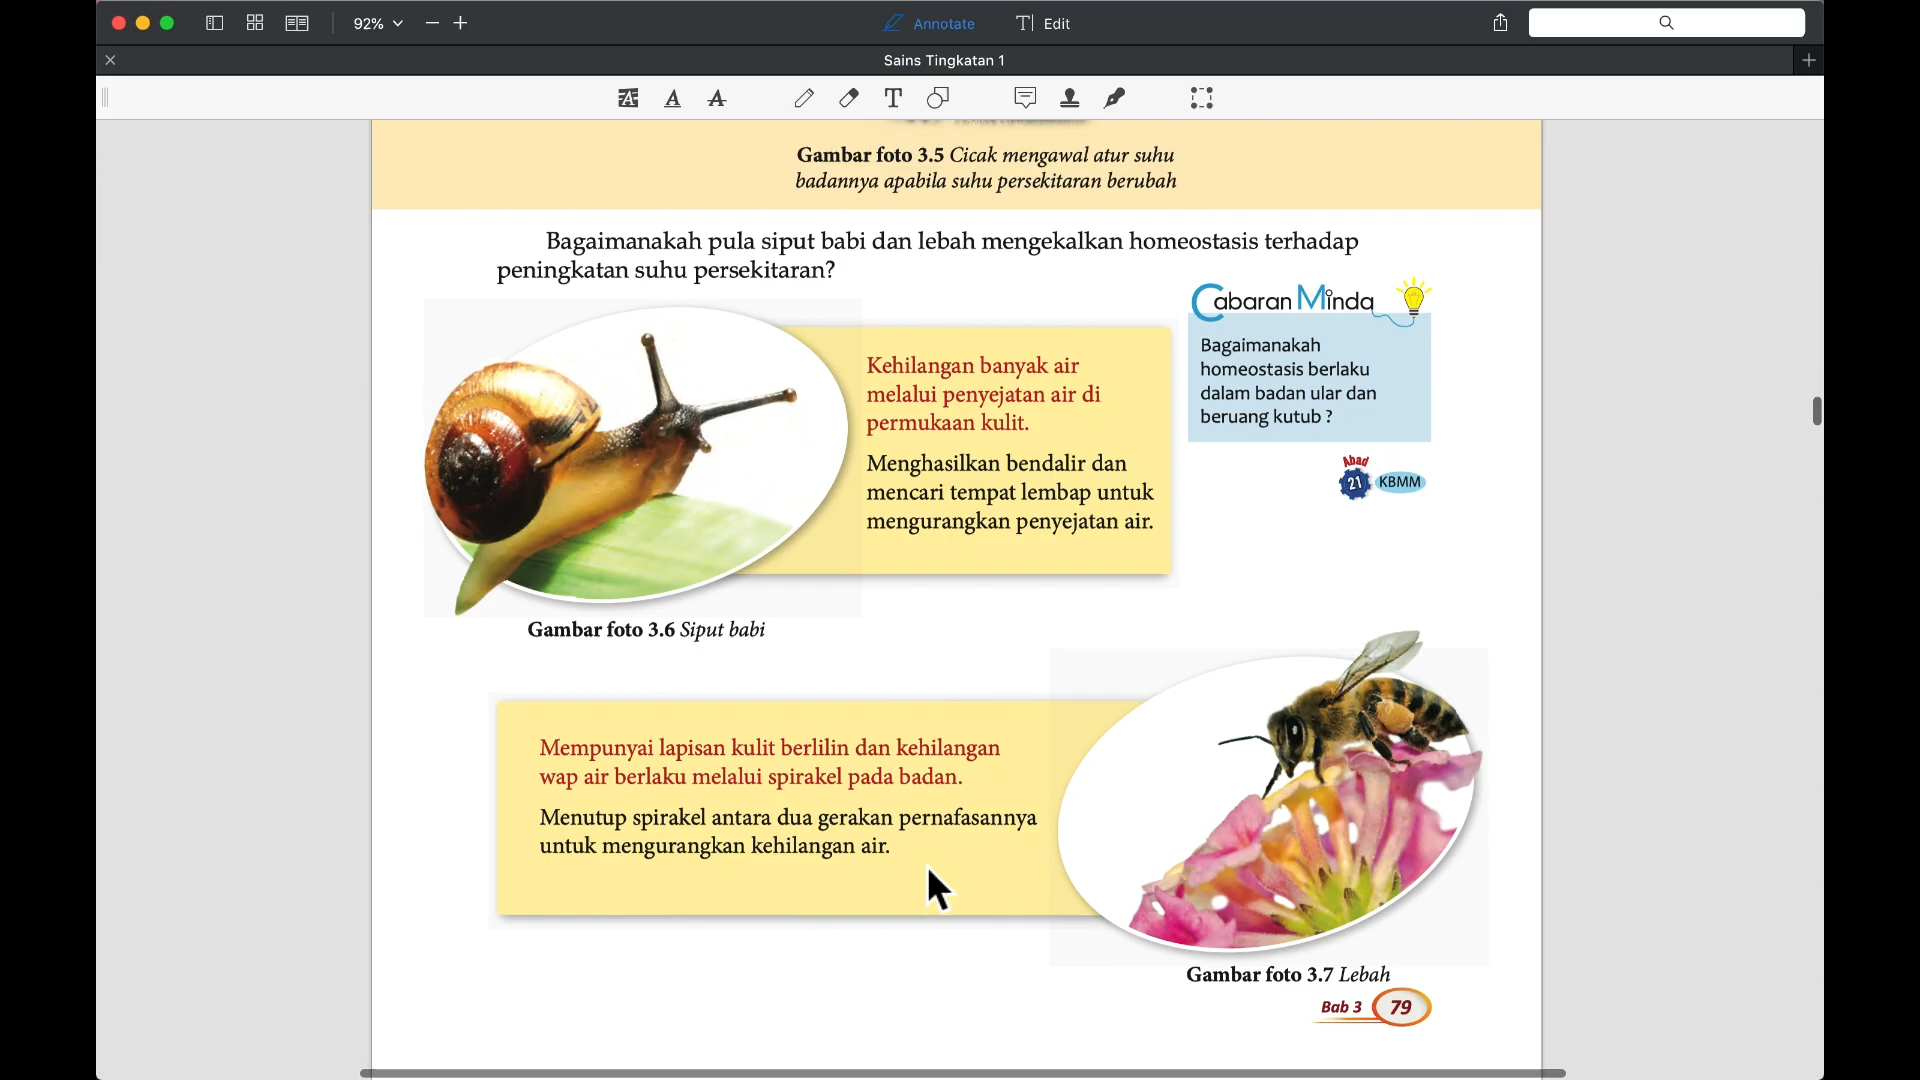 92%
Annotate
Edit
Sains Tingkatan 1
Gambar foto 3.5 Cicak mengawal atur suhu
badannya apabila suhu persekitaran berubah
Bagaimanakah pula siput babi dan lebah mengekalkan homeostasis terhadap
peningkatan suhu persekitaran?
Cabaran Minda
Bagaimanakah
homeostasis berlaku
dalam badan ular dan
beruang kutub ?
Abad
21 KBMM
Kehilangan banyak air
melalui penyejatan air di
permukaan kulit.
Menghasilkan bendalir dan
mencari tempat lembap untuk
mengurangkan penyejatan air.
Gambar foto 3.6 Siput babi
Mempunyai lapisan kulit berlilin dan kehilangan
wap air berlaku melalui spirakel pada badan.
Menutup spirakel antara dua gerakan pernafasannya
untuk mengurangkan kehilangan air.
Gambar foto 3.7 Lebah
Bab 3 79